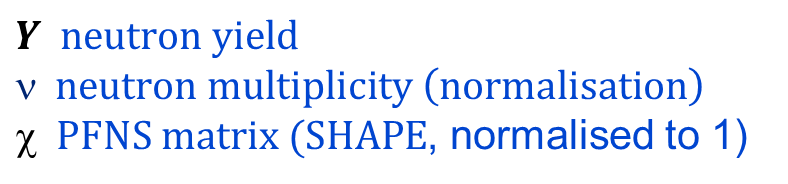 Y neutron yield
ν neutron multiplicity (normalisation)
χ PFNS matrix (SHAPE, normalised to 1)